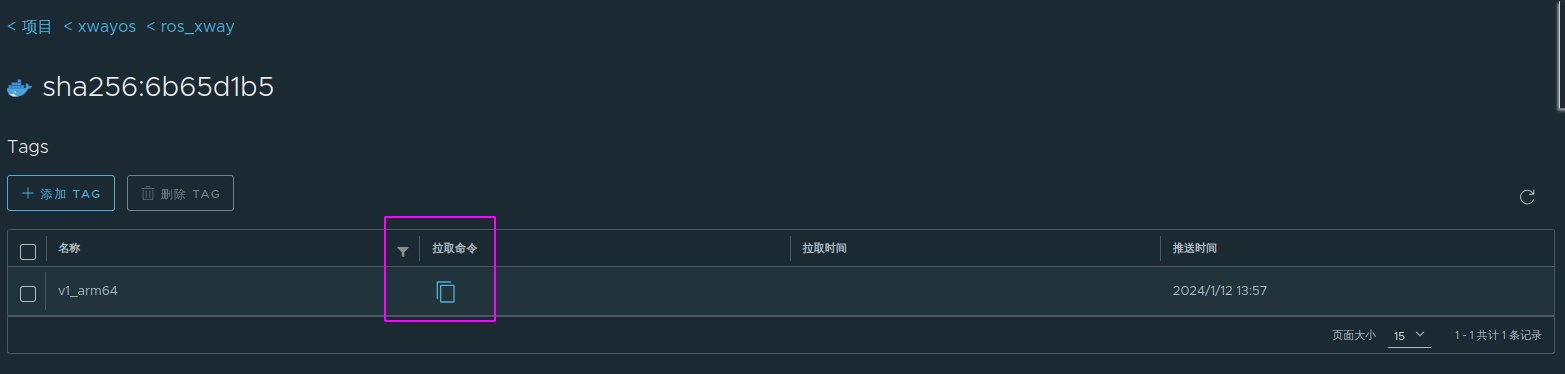 < 项目 < xwayos < ros_xway
sha256:6b65d1b5
Tags
+ 添加 TAG 删除 TAG
名称 拉取命令 拉取时间 推送时间
v1_arm64 2024/1/12 13:57
页面大小 15 1 - 1 共计 1 条记录